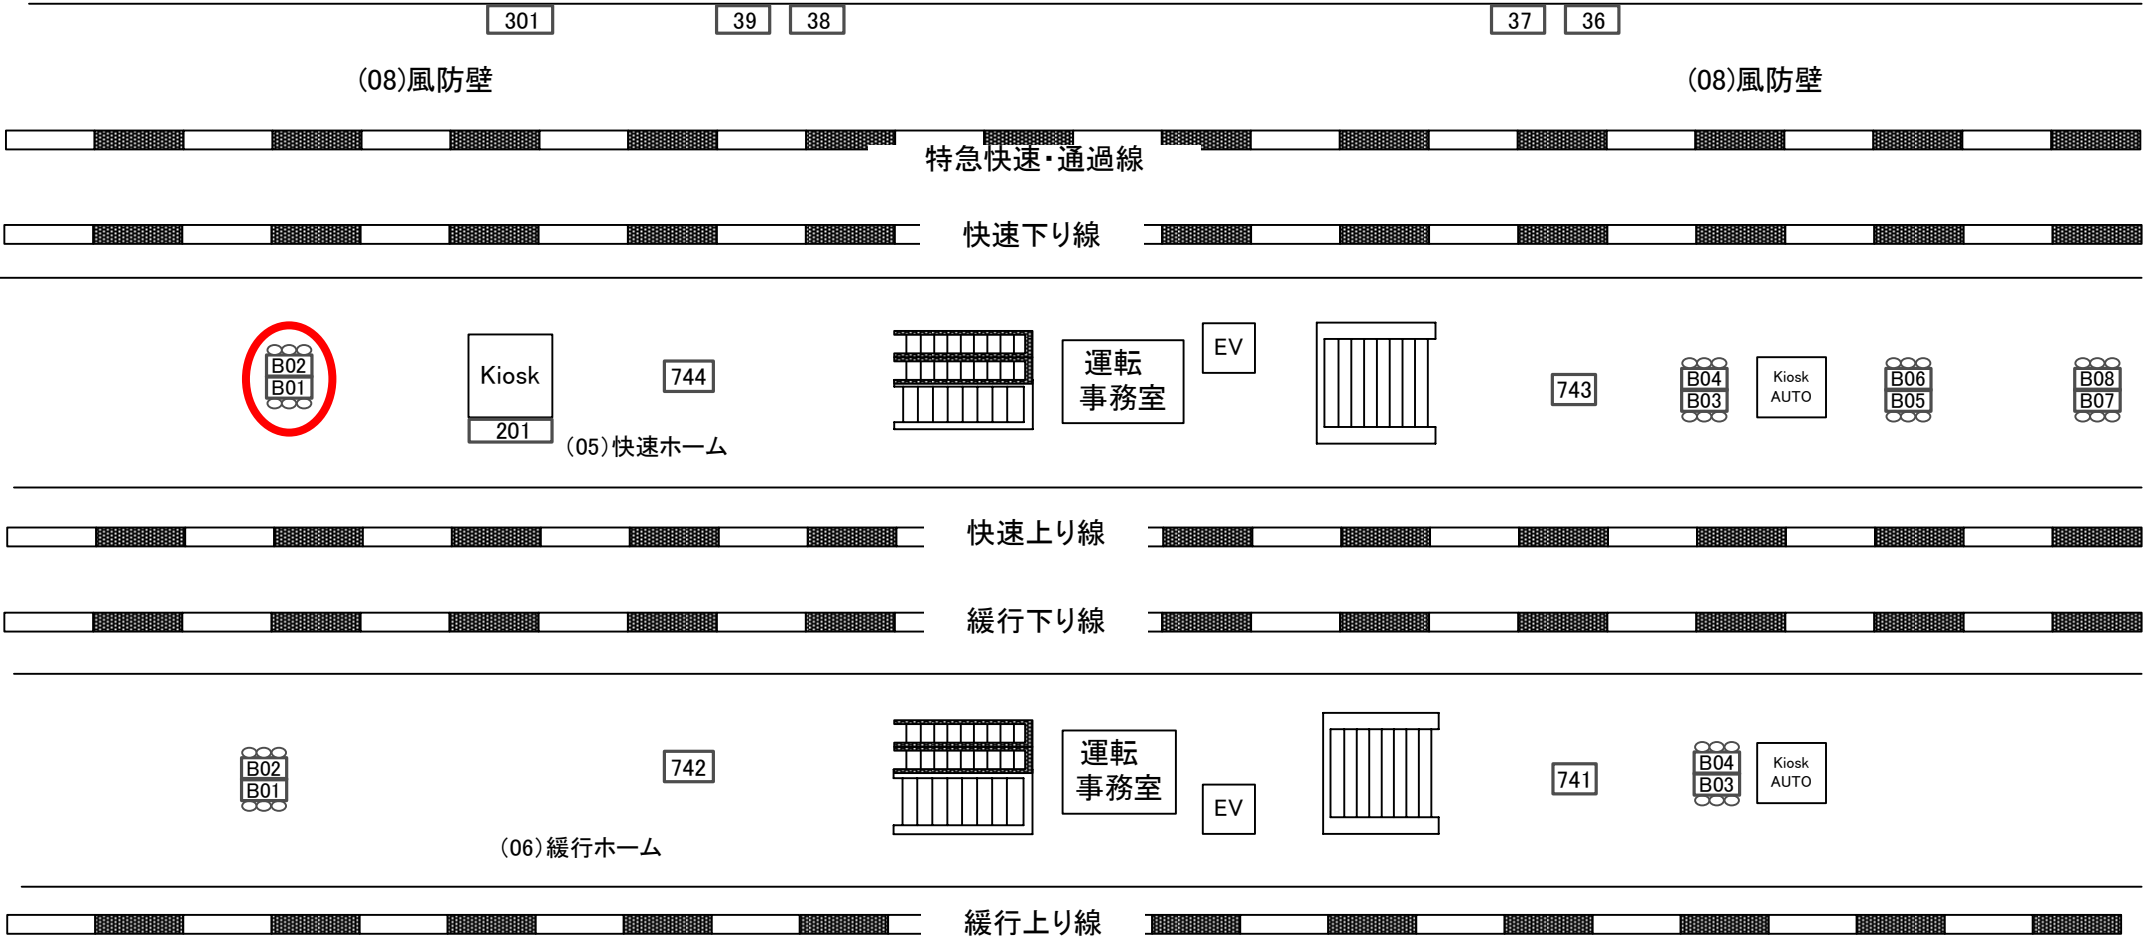 301
39
38
37
36
(08)風防壁
(08)風防壁
特急快速・通過線
快速下り線
B02
B01
Kiosk
201
744
(05)快速ホーム
運転
事務室
EV
743
B04
B03
Kiosk
AUTO
B06
B05
B08
B07
快速上り線
緩行下り線
B02
B01
742
(06)緩行ホーム
運転
事務室
EV
741
B04
B03
Kiosk
AUTO
緩行上り線